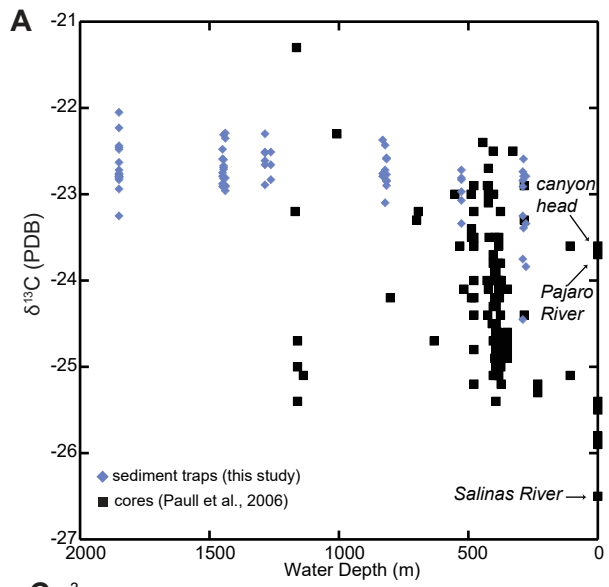 A
-21
-22
-23
-24
-25
-26
-27
δ¹³C (PDB)
canyon
head
Pajaro
River
sediment traps (this study)
cores (Paull et al., 2006)
Salinas River
2000
1500
1000
500
0
Water Depth (m)